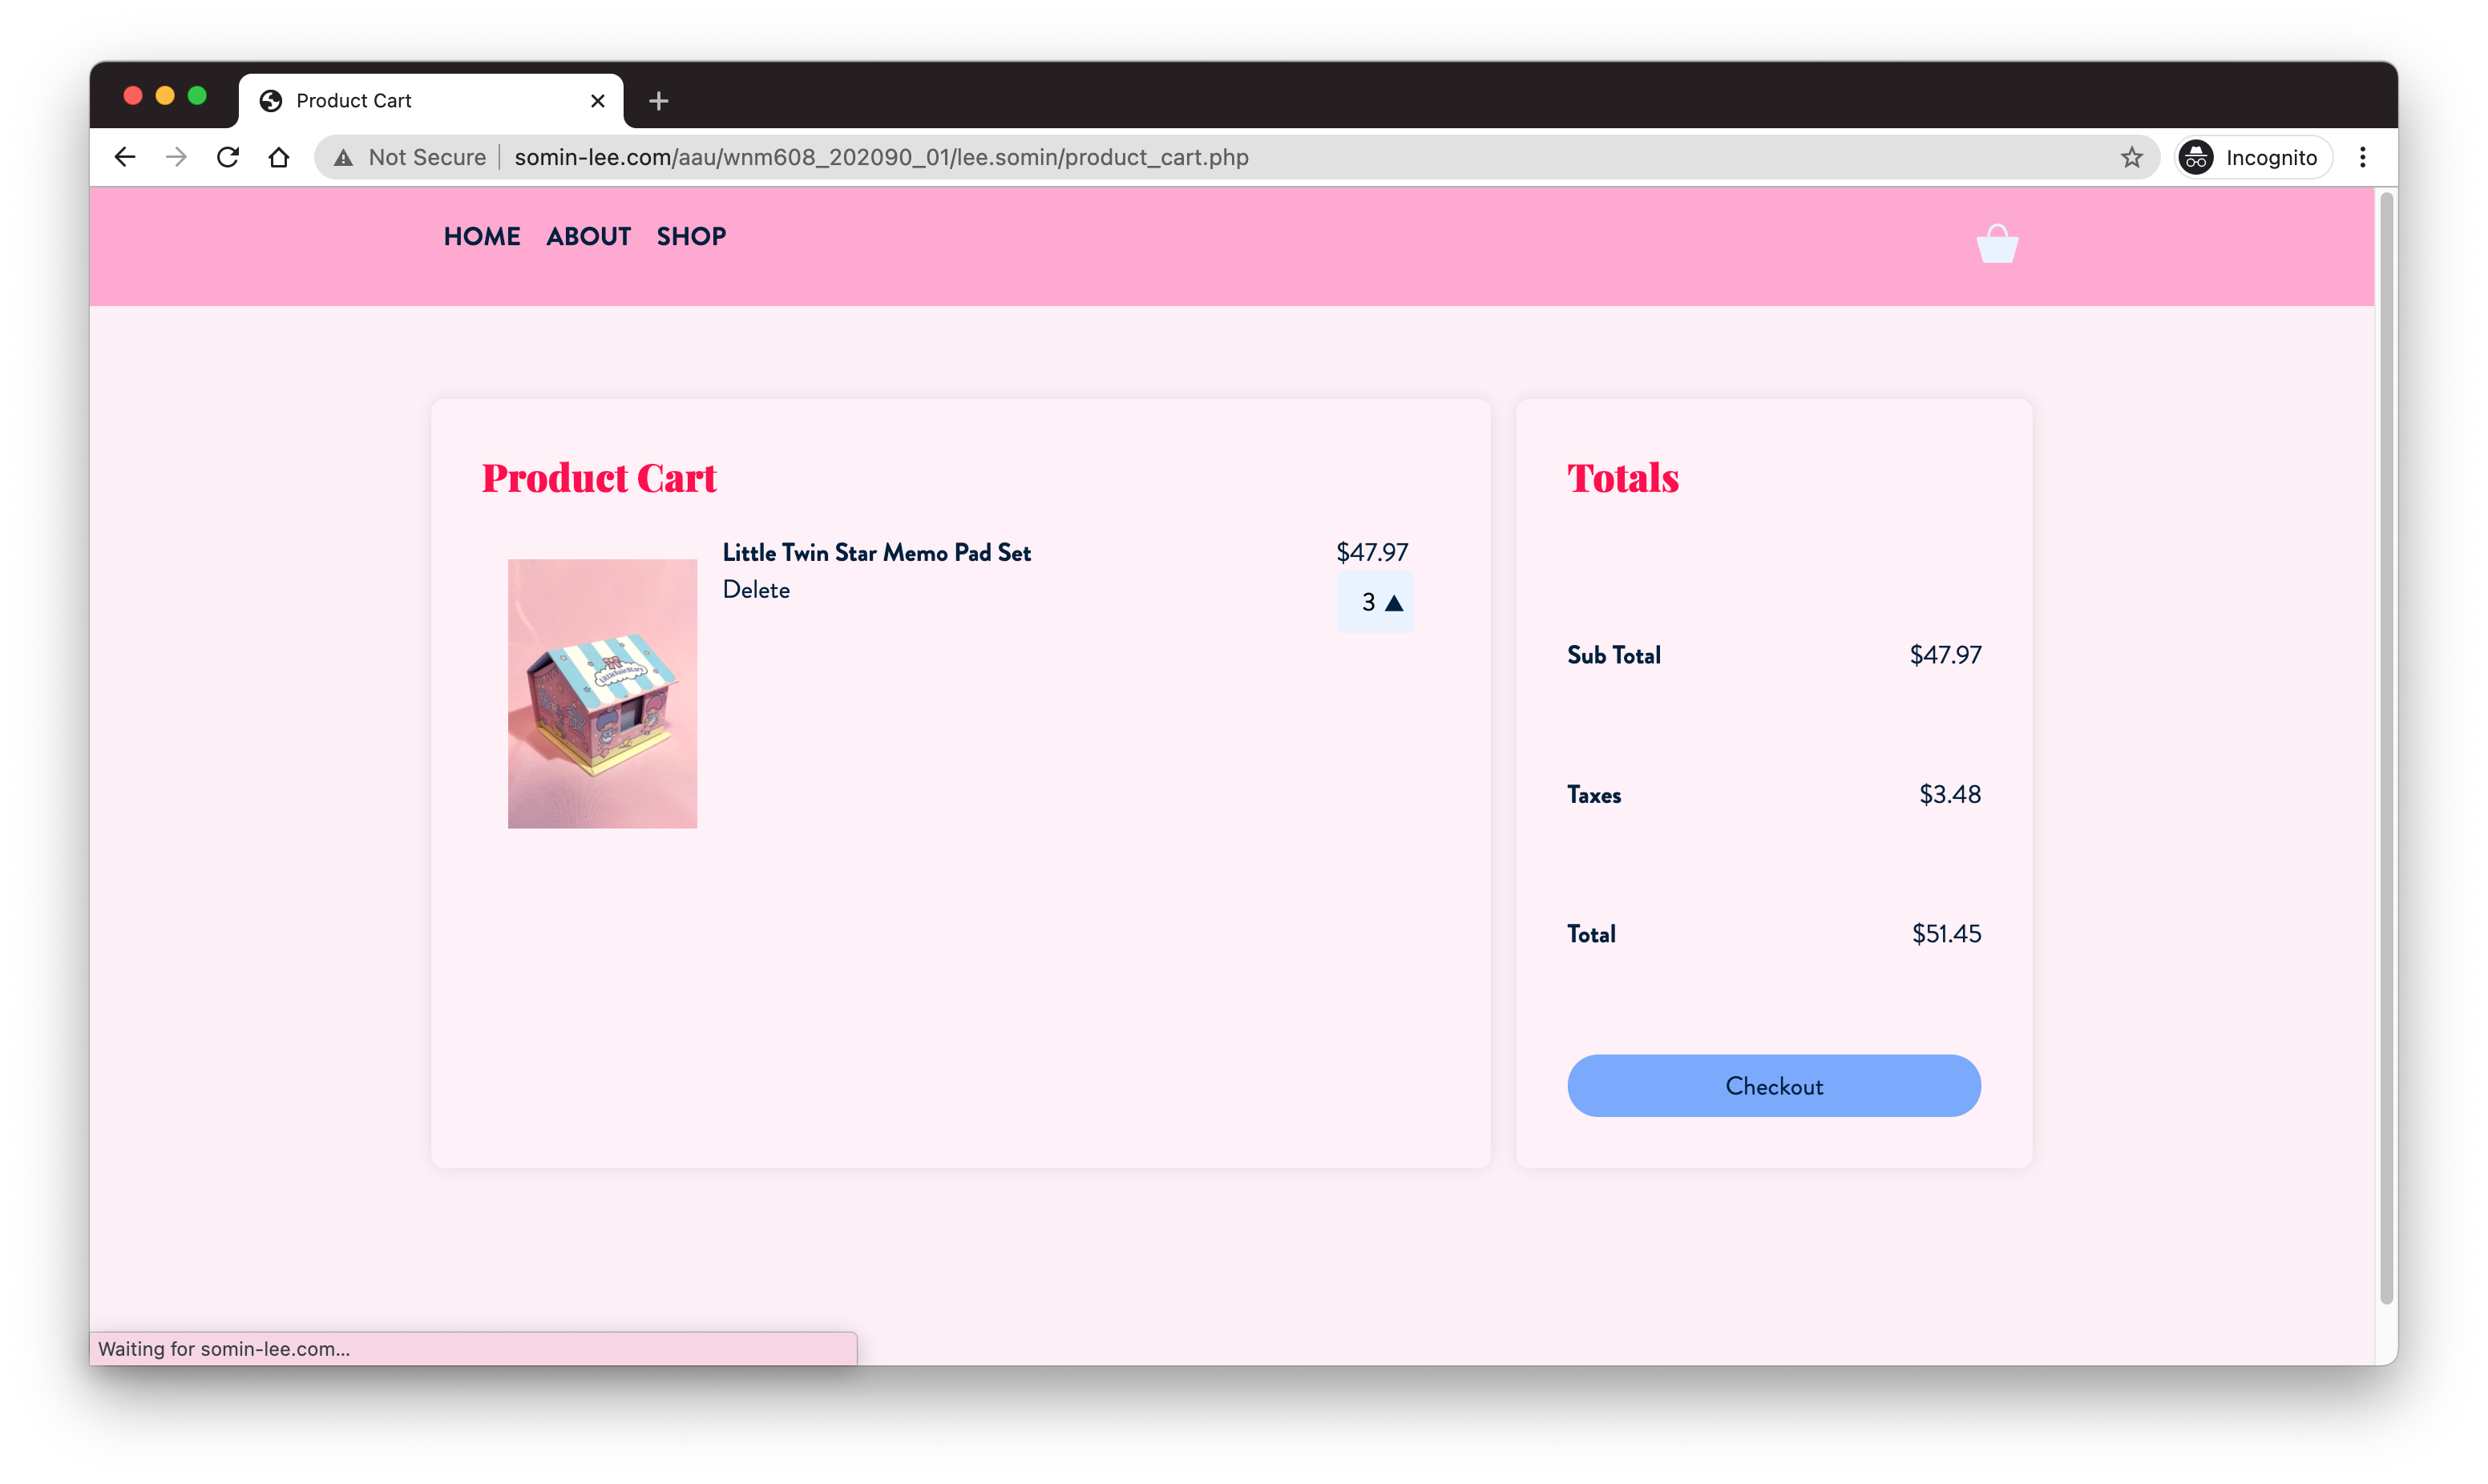 Product Cart
Not Secure somin-lee.com/aau/wnm608_202090_01/lee.somin/product_cart.php Incognito
HOME ABOUT SHOP
Product Cart
Little Twin Star Memo Pad Set $47.97
Delete
3
LittleTwinStars
Totals
Sub Total $47.97
Taxes $3.48
Total $51.45
Checkout
Waiting for somin-lee.com...